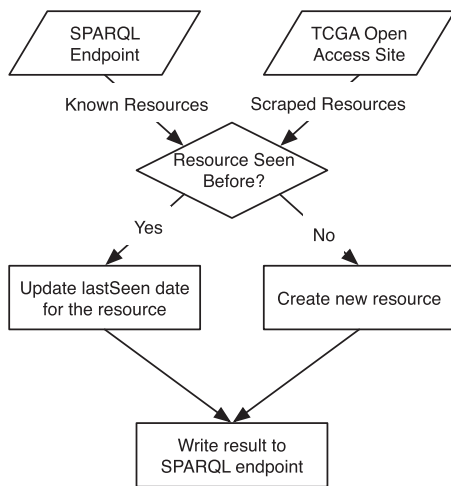 SPARQL
Endpoint
TCGA Open
Access Site
Known Resources
Scraped Resources
Resource Seen
Before?
Yes
No
Update lastSeen date
for the resource
Create new resource
Write result to
SPARQL endpoint